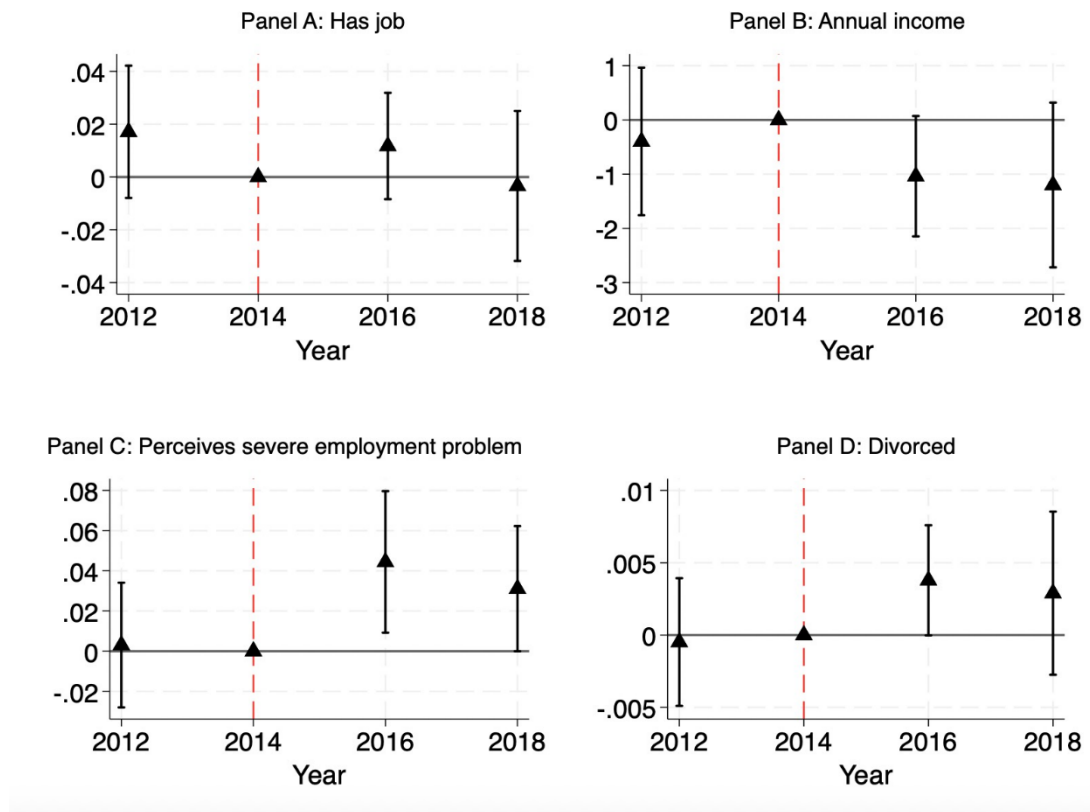 Panel A: Has job
.04
.02
0
-.02
-.04
2012 2014 2016 2018
Year
Panel B: Annual income
1
0
-1
-2
-3
2012 2014 2016 2018
Year
Panel C: Perceives severe employment problem
.08
.06
.04
.02
0
-.02
2012 2014 2016 2018
Year
Panel D: Divorced
.01
.005
0
-.005
2012 2014 2016 2018
Year